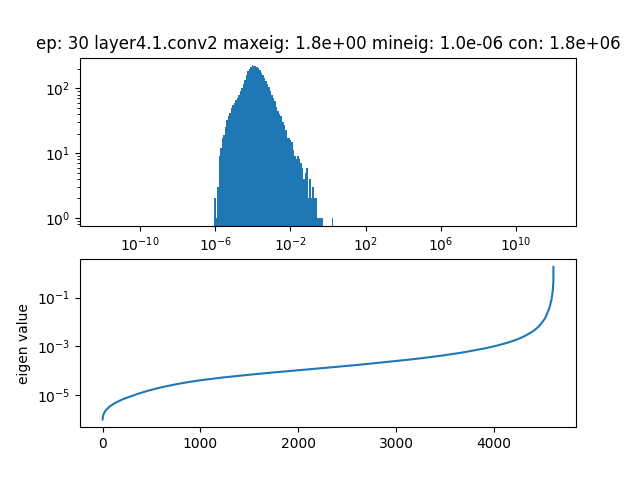 ep: 30 layer4.1.conv2 maxeig: 1.8e+00 mineig: 1.0e-06 con: 1.8e+06
10² 10¹ 10⁰
10⁻¹⁰ 10⁻⁶ 10⁻² 10² 10⁶ 10¹⁰
eigen value
10⁻¹ 10⁻³ 10⁻⁵
0 1000 2000 3000 4000